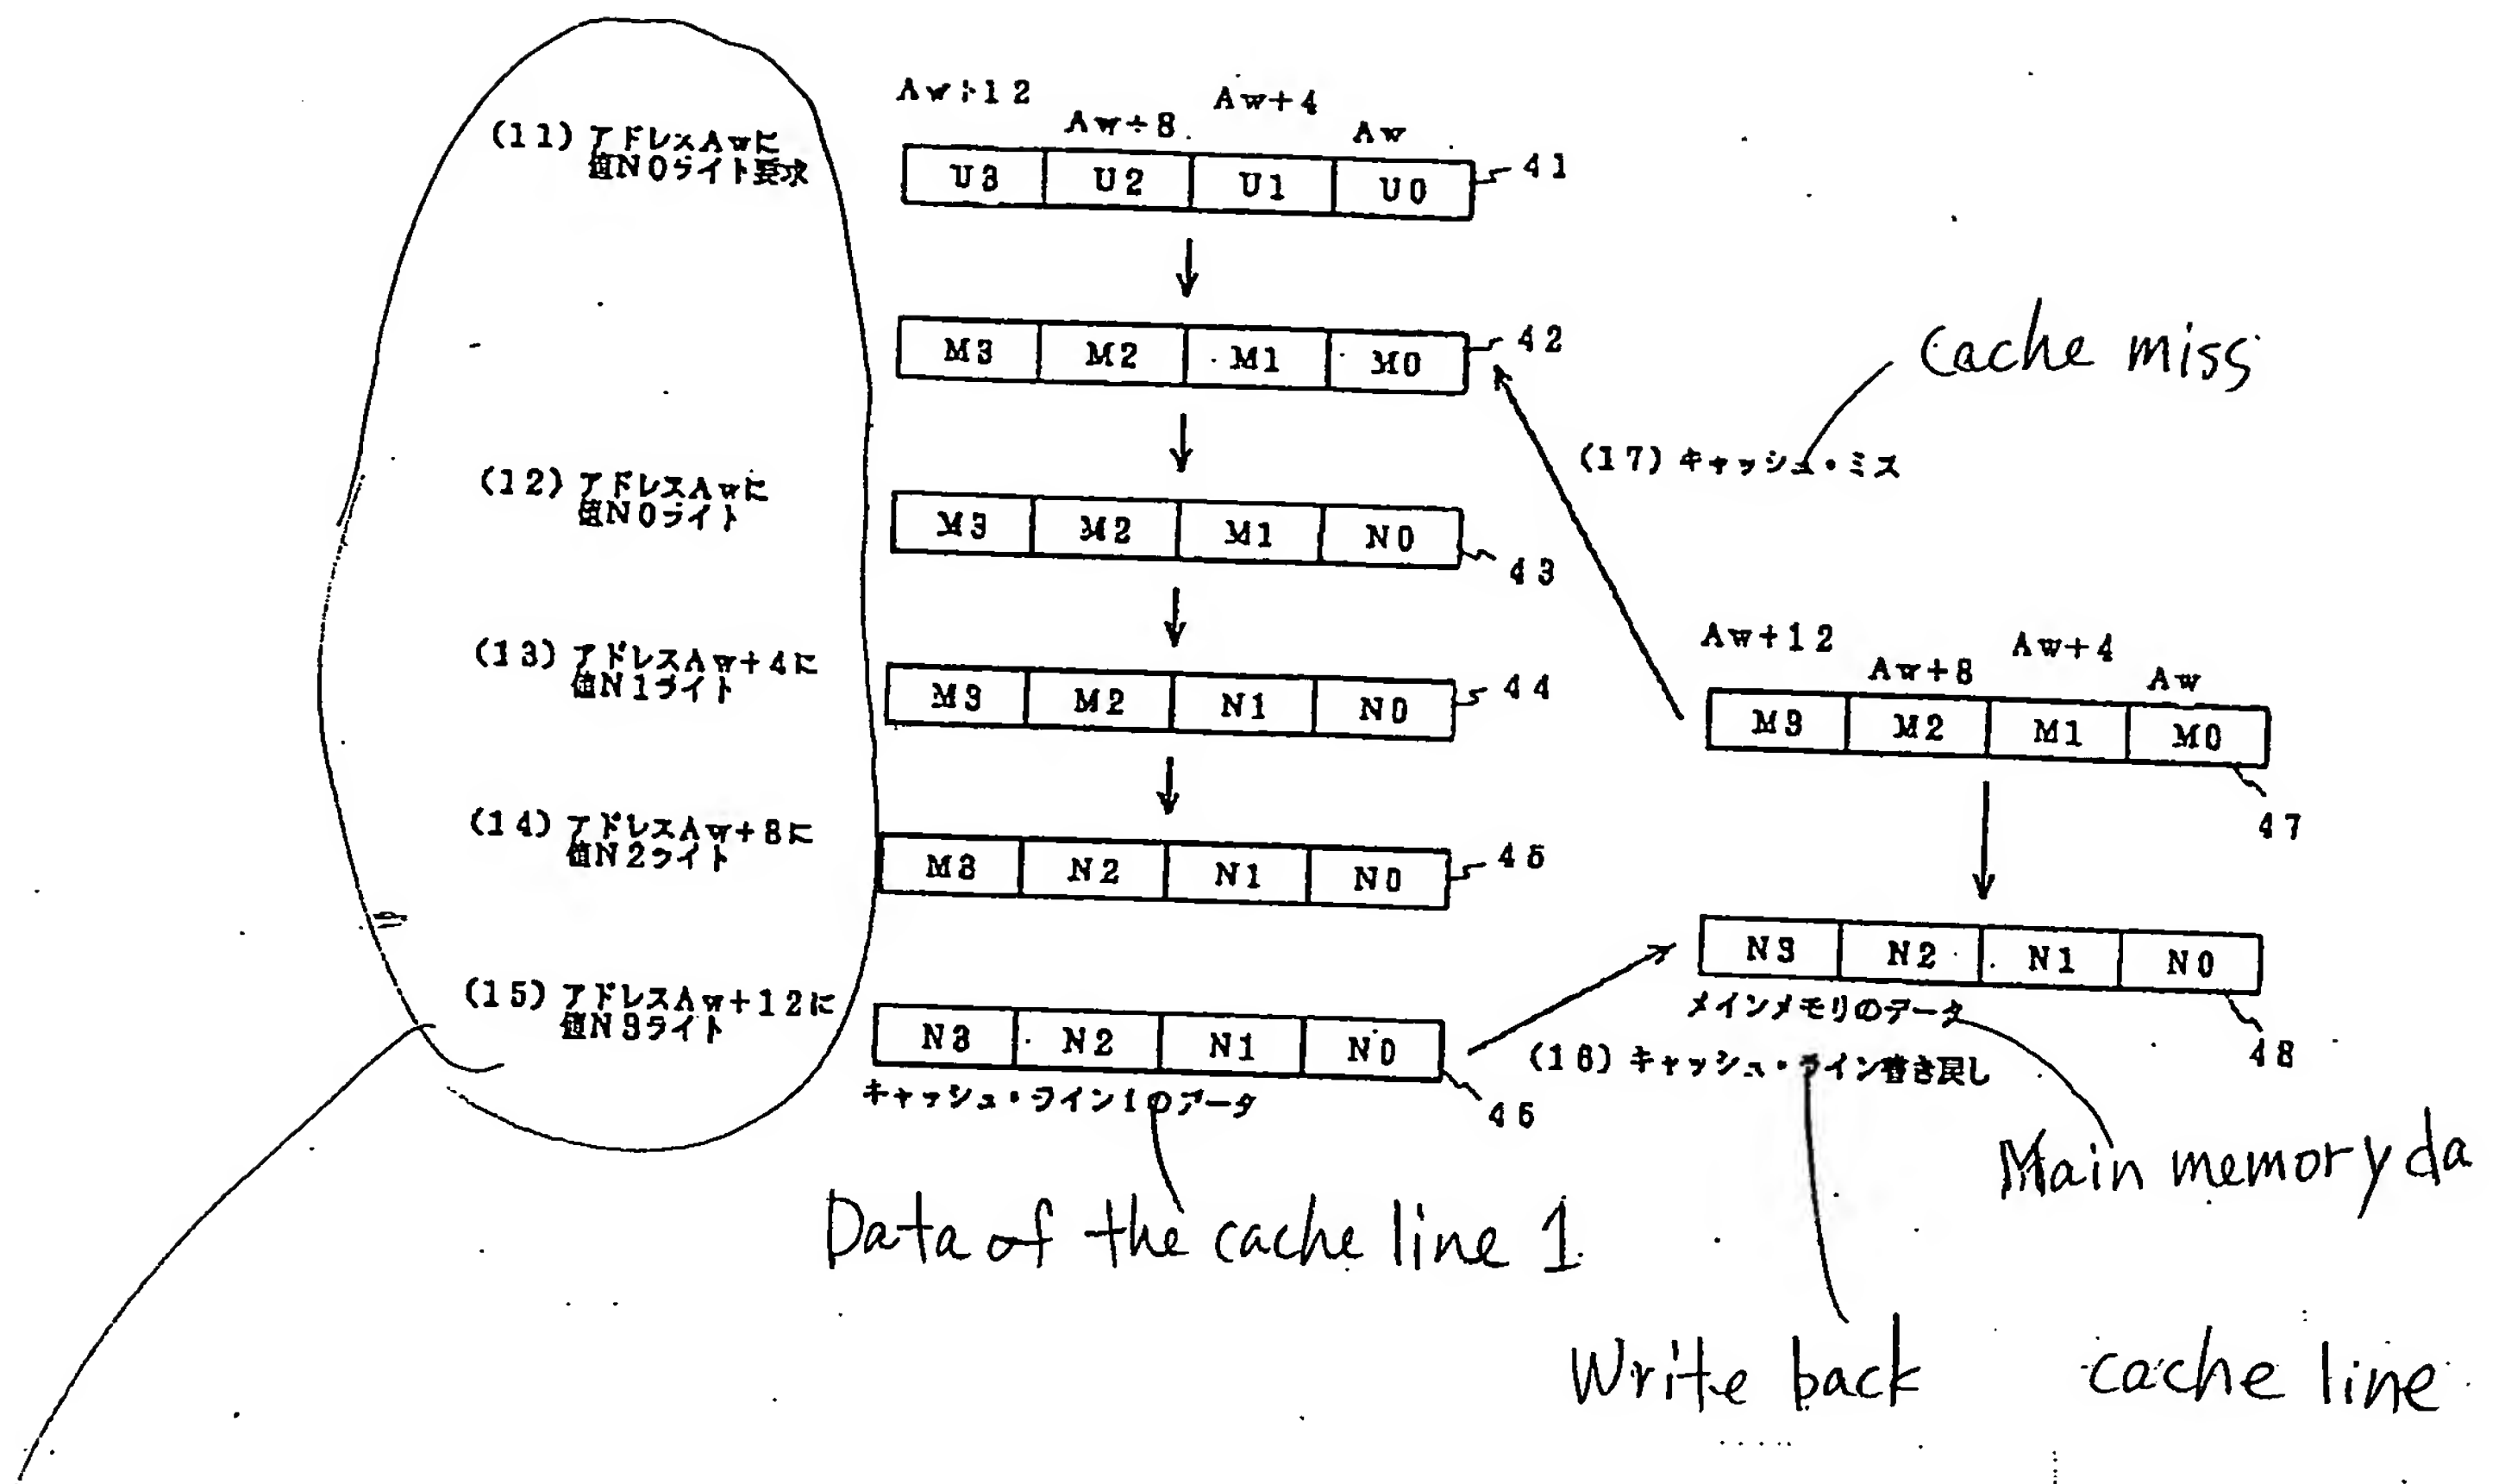 Aw+12 Aw+8 Aw+4 Aw
(11) アドレスAwに
値N0ライト要求
U3 U2 U1 U0 41
M3 M2 M1 M0 42
Cache miss
(17) キャッシュ・ミス
(12) アドレスAwに
値N0ライト
M3 M2 M1 N0 43
(13) アドレスAw+4に
値N1ライト
M3 M2 N1 N0 44
Aw+12 Aw+8 Aw+4 Aw
M3 M2 M1 M0 47
(14) アドレスAw+8に
値N2ライト
M3 N2 N1 N0 45
N3 N2 N1 N0 48
メインメモリのデータ
(15) アドレスAw+12に
値N3ライト
N3 N2 N1 N0 46
キャッシュ・ライン1のデータ
(16) キャッシュ・ライン書き戻し
Main memory da
Data of the cache line 1
Write back cache line